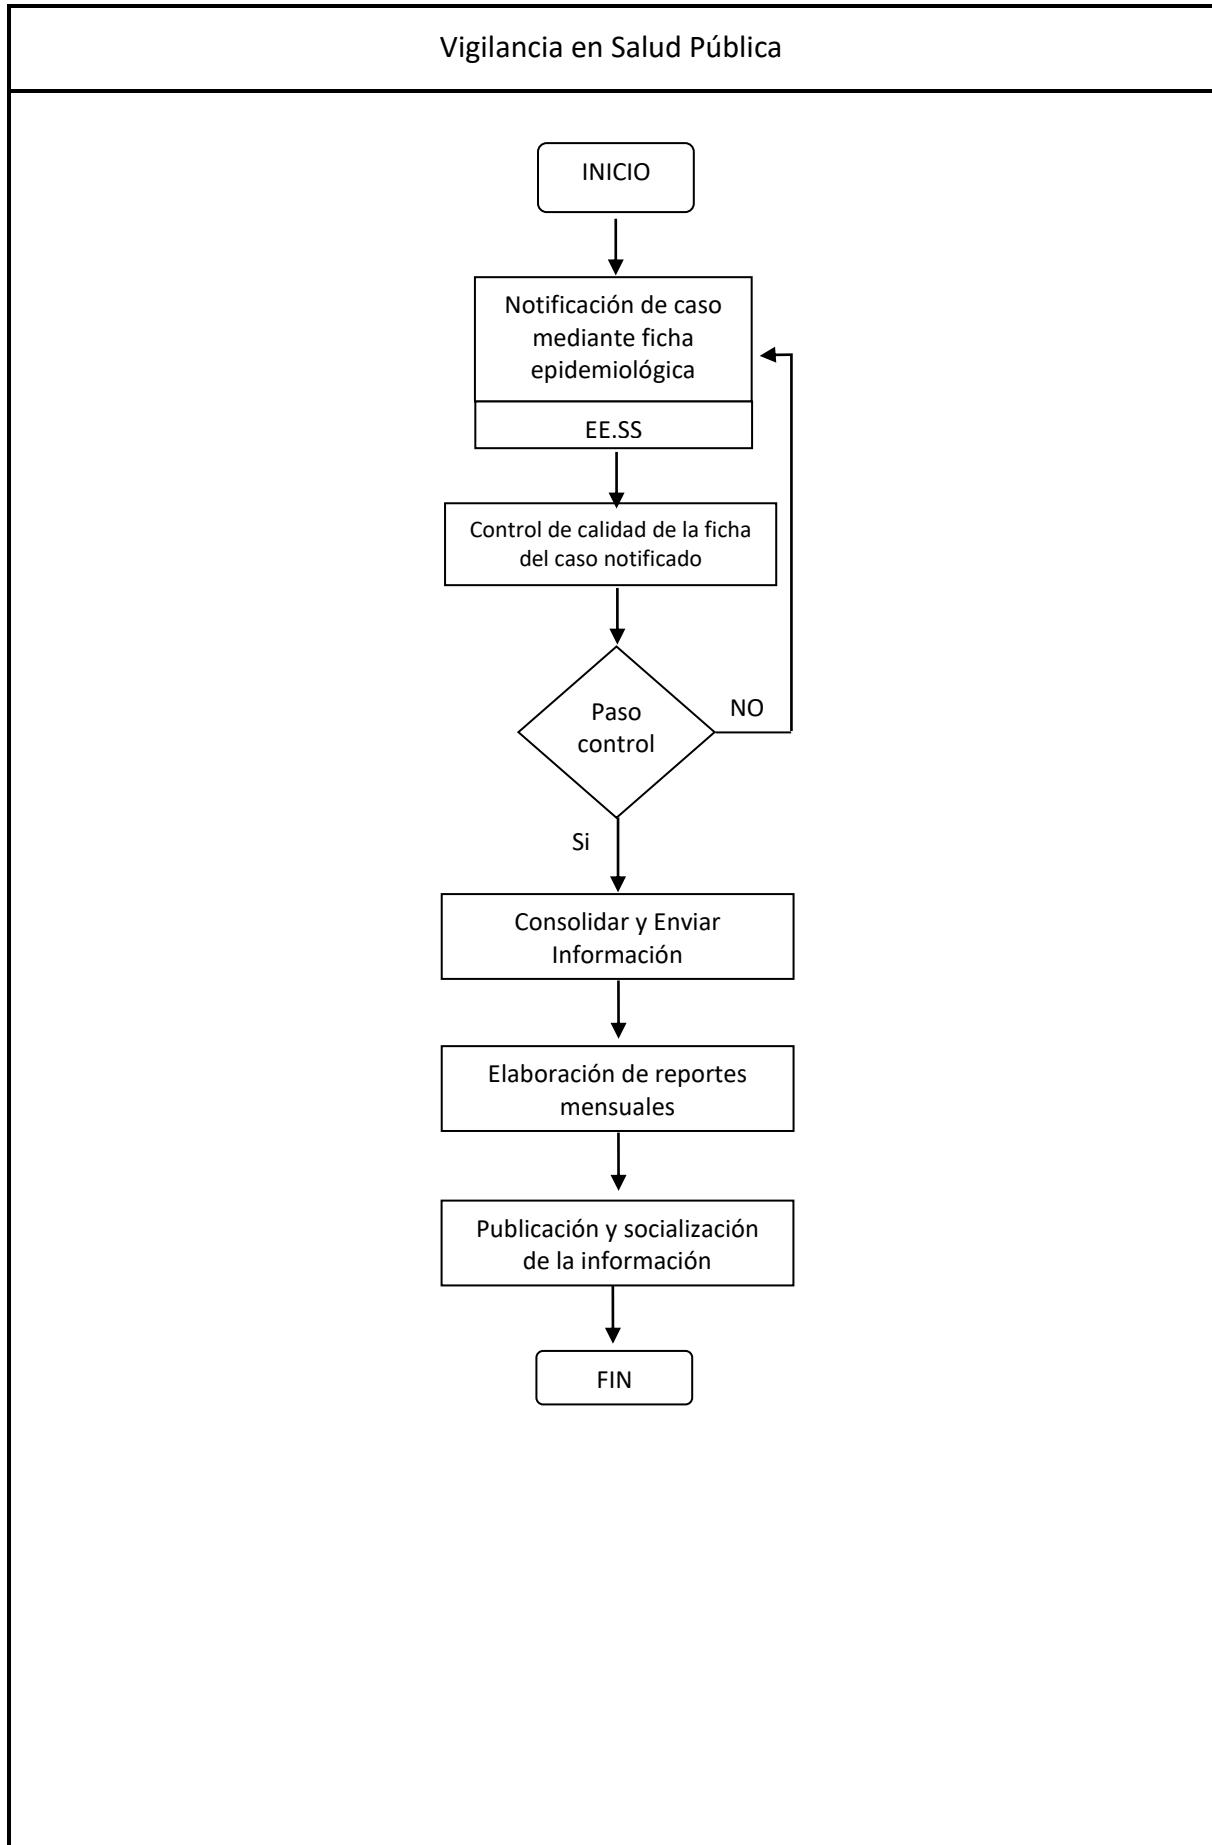 Vigilancia en Salud Pública
INICIO
Notificación de caso
mediante ficha
epidemiológica
EE.SS
Control de calidad de la ficha
del caso notificado
Paso
control
NO
Si
Consolidar y Enviar
Información
Elaboración de reportes
mensuales
Publicación y socialización
de la información
FIN